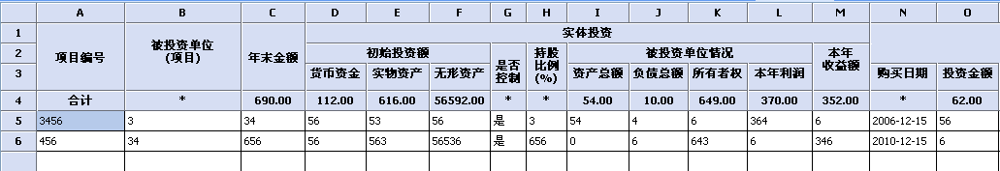 A B C D E F G H I J K L M N O
1 实体投资
2 项目编号 被投资单位 (项目) 年末金额 初始投资额 是否控制 持股比例 (%) 被投资单位情况 本年收益额
3 货币资金 实物资产 无形资产 资产总额 负债总额 所有者权 本年利润 购买日期 投资金额
4 合计 * 690.00 112.00 616.00 56592.00 * * 54.00 10.00 649.00 370.00 352.00 * 62.00
5 3456 3 34 56 53 56 是 3 54 4 6 364 6 2006-12-15 56
6 456 34 656 56 563 56536 是 656 0 6 643 6 346 2010-12-15 6